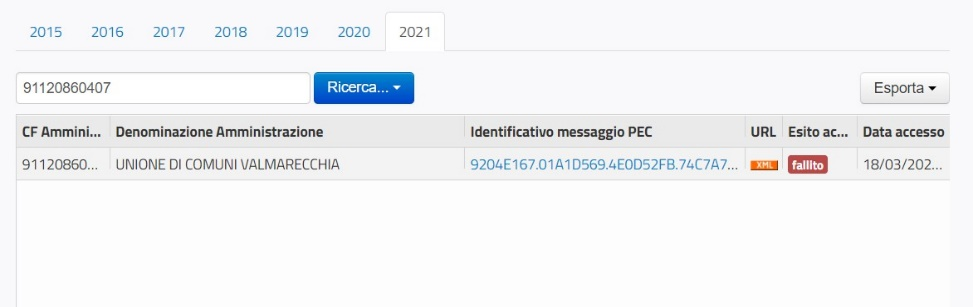 2015 2016 2017 2018 2019 2020 2021
91120860407 Ricerca... Esporta
CF Ammini... Denominazione Amministrazione Identificativo messaggio PEC URL Esito ac... Data accesso
91120860... UNIONE DI COMUNI VALMARECCHIA 9204E167.01A1D569.4E0D52FB.74C7A7... XML fallito 18/03/202...